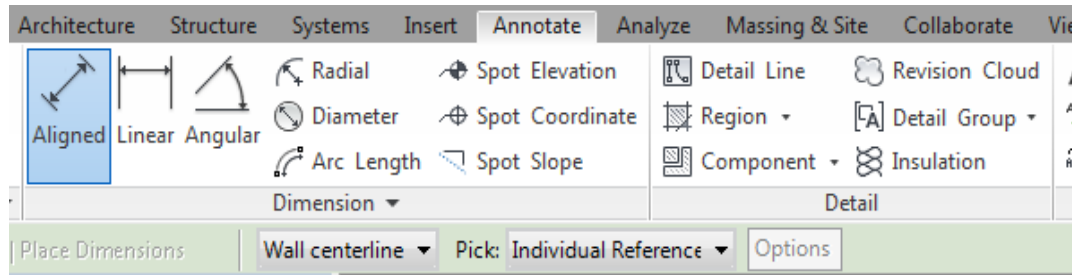 Architecture Structure Systems Insert Annotate Analyze Massing & Site Collaborate
Radial Spot Elevation Detail Line Revision Cloud
Aligned Linear Angular Diameter Spot Coordinate Region Detail Group
Arc Length Spot Slope Component Insulation
Dimension Detail
Place Dimensions Wall centerline Pick: Individual Reference Options